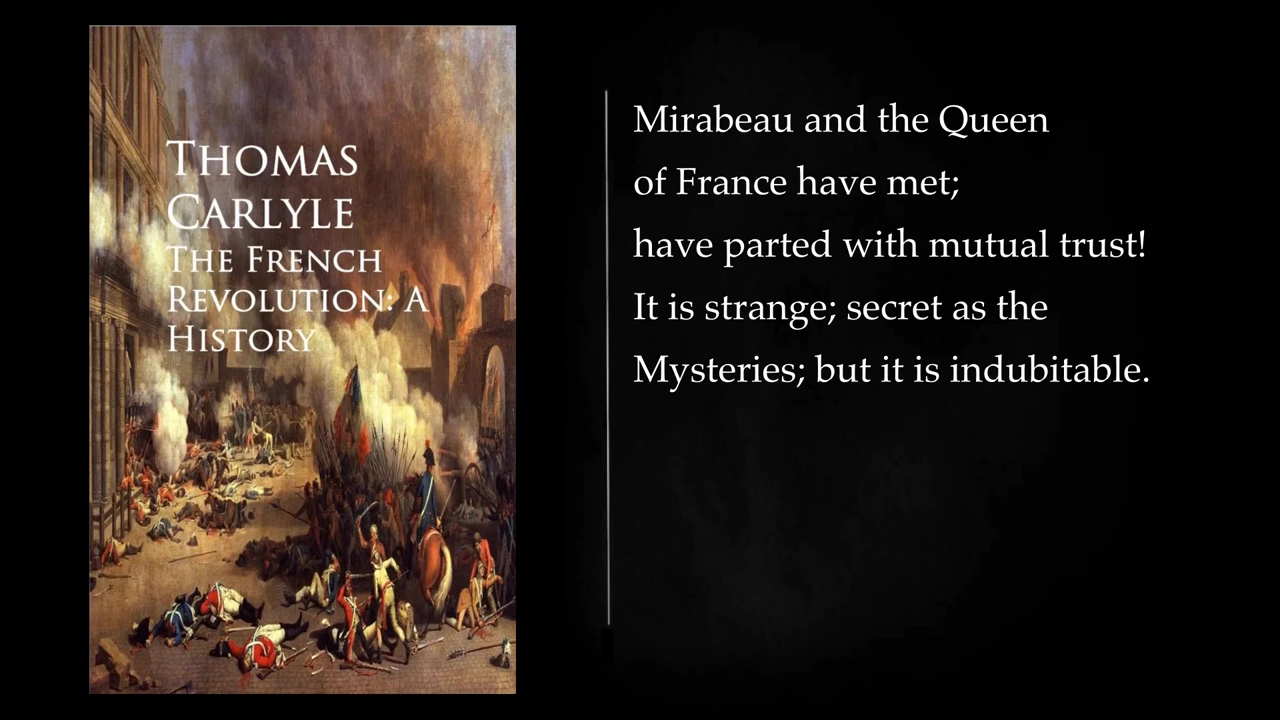 THOMAS
CARLYLE
THE FRENCH
REVOLUTION: A
HISTORY
Mirabeau and the Queen
of France have met;
have parted with mutual trust!
It is strange; secret as the
Mysteries; but it is indubitable.